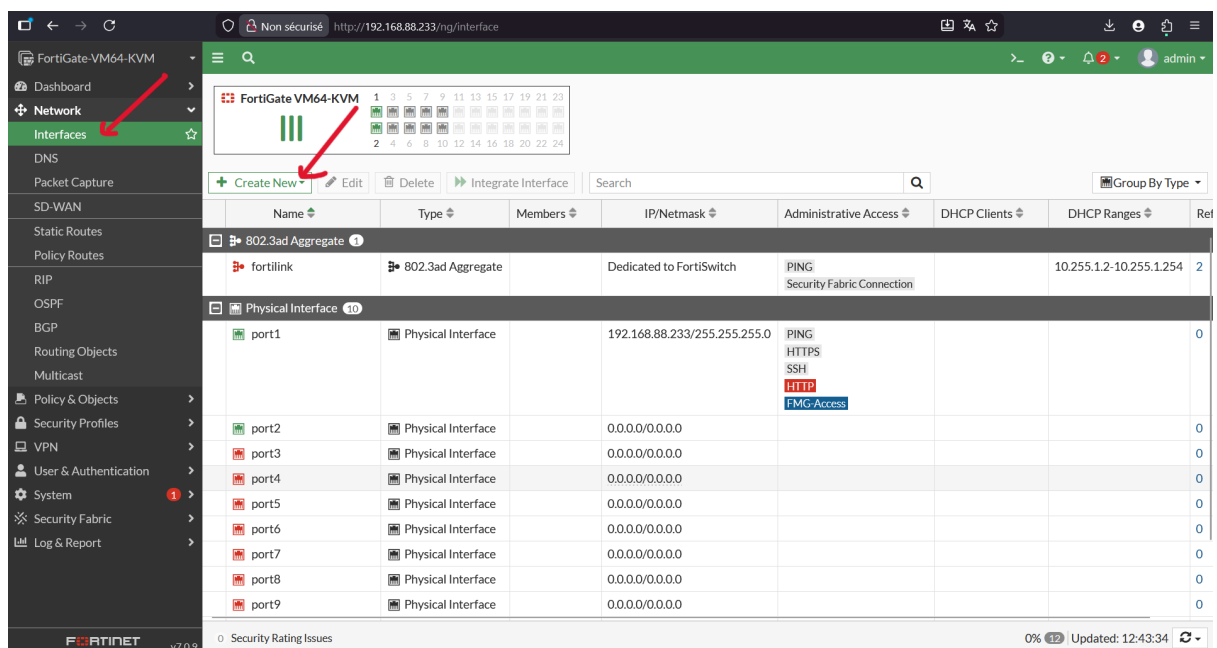 Non sécurisé http://192.168.88.233/ng/interface
FortiGate-VM64-KVM
>_ ? 2 admin
Dashboard
Network
Interfaces
DNS
Packet Capture
SD-WAN
Static Routes
Policy Routes
RIP
OSPF
BGP
Routing Objects
Multicast
Policy & Objects
Security Profiles
VPN
User & Authentication
System 1
Security Fabric
Log & Report
FORTINET v7.0.9
FortiGate VM64-KVM
1 3 5 7 9 11 13 15 17 19 21 23
2 4 6 8 10 12 14 16 18 20 22 24
+ Create New Edit Delete Integrate Interface Search Group By Type
Name Type Members IP/Netmask Administrative Access DHCP Clients DHCP Ranges Ref
802.3ad Aggregate 1
fortilink 802.3ad Aggregate Dedicated to FortiSwitch PING 10.255.1.2-10.255.1.254 2
Security Fabric Connection
Physical Interface 10
port1 Physical Interface 192.168.88.233/255.255.255.0 PING 0
HTTPS
SSH
HTTP
FMG-Access
port2 Physical Interface 0.0.0.0/0.0.0.0 0
port3 Physical Interface 0.0.0.0/0.0.0.0 0
port4 Physical Interface 0.0.0.0/0.0.0.0 0
port5 Physical Interface 0.0.0.0/0.0.0.0 0
port6 Physical Interface 0.0.0.0/0.0.0.0 0
port7 Physical Interface 0.0.0.0/0.0.0.0 0
port8 Physical Interface 0.0.0.0/0.0.0.0 0
port9 Physical Interface 0.0.0.0/0.0.0.0 0
0 Security Rating Issues 0% 12 Updated: 12:43:34